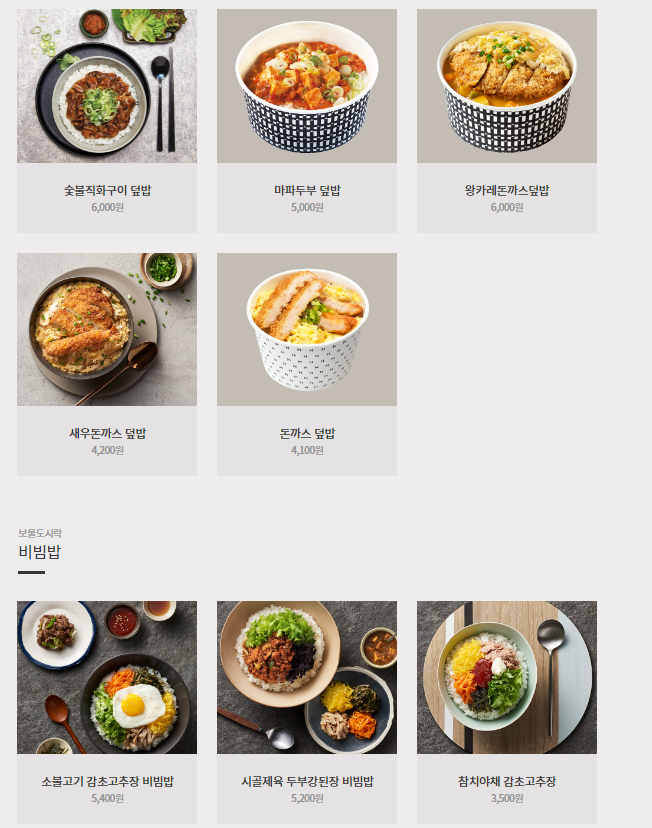 숯불직화구이 덮밥
6,000원
마파두부 덮밥
5,000원
왕카레돈까스덮밥
6,000원
새우돈까스 덮밥
4,200원
돈까스 덮밥
4,100원
보울도시락
비빔밥
소불고기 감초고추장 비빔밥
5,400원
시골제육 두부강된장 비빔밥
5,200원
참치야채 감초고추장
3,500원